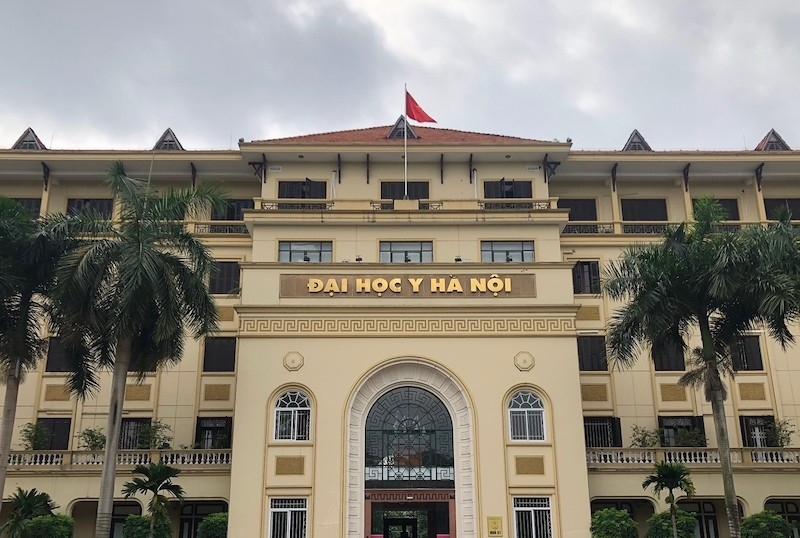 ĐẠI HỌC Y HÀ NỘI